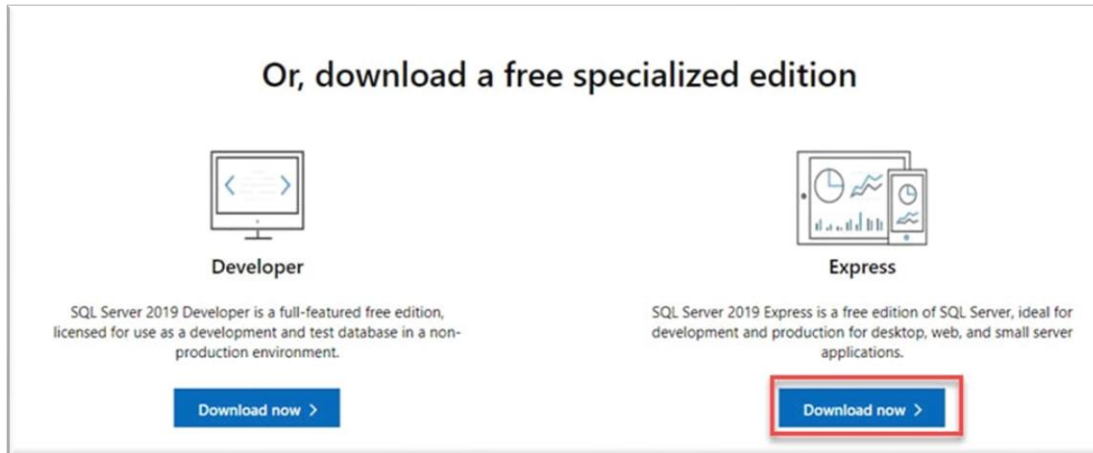 Or, download a free specialized edition
Developer
SQL Server 2019 Developer is a full-featured free edition,
licensed for use as a development and test database in a non-
production environment.
Download now >
Express
SQL Server 2019 Express is a free edition of SQL Server, ideal for
development and production for desktop, web, and small server
applications.
Download now >